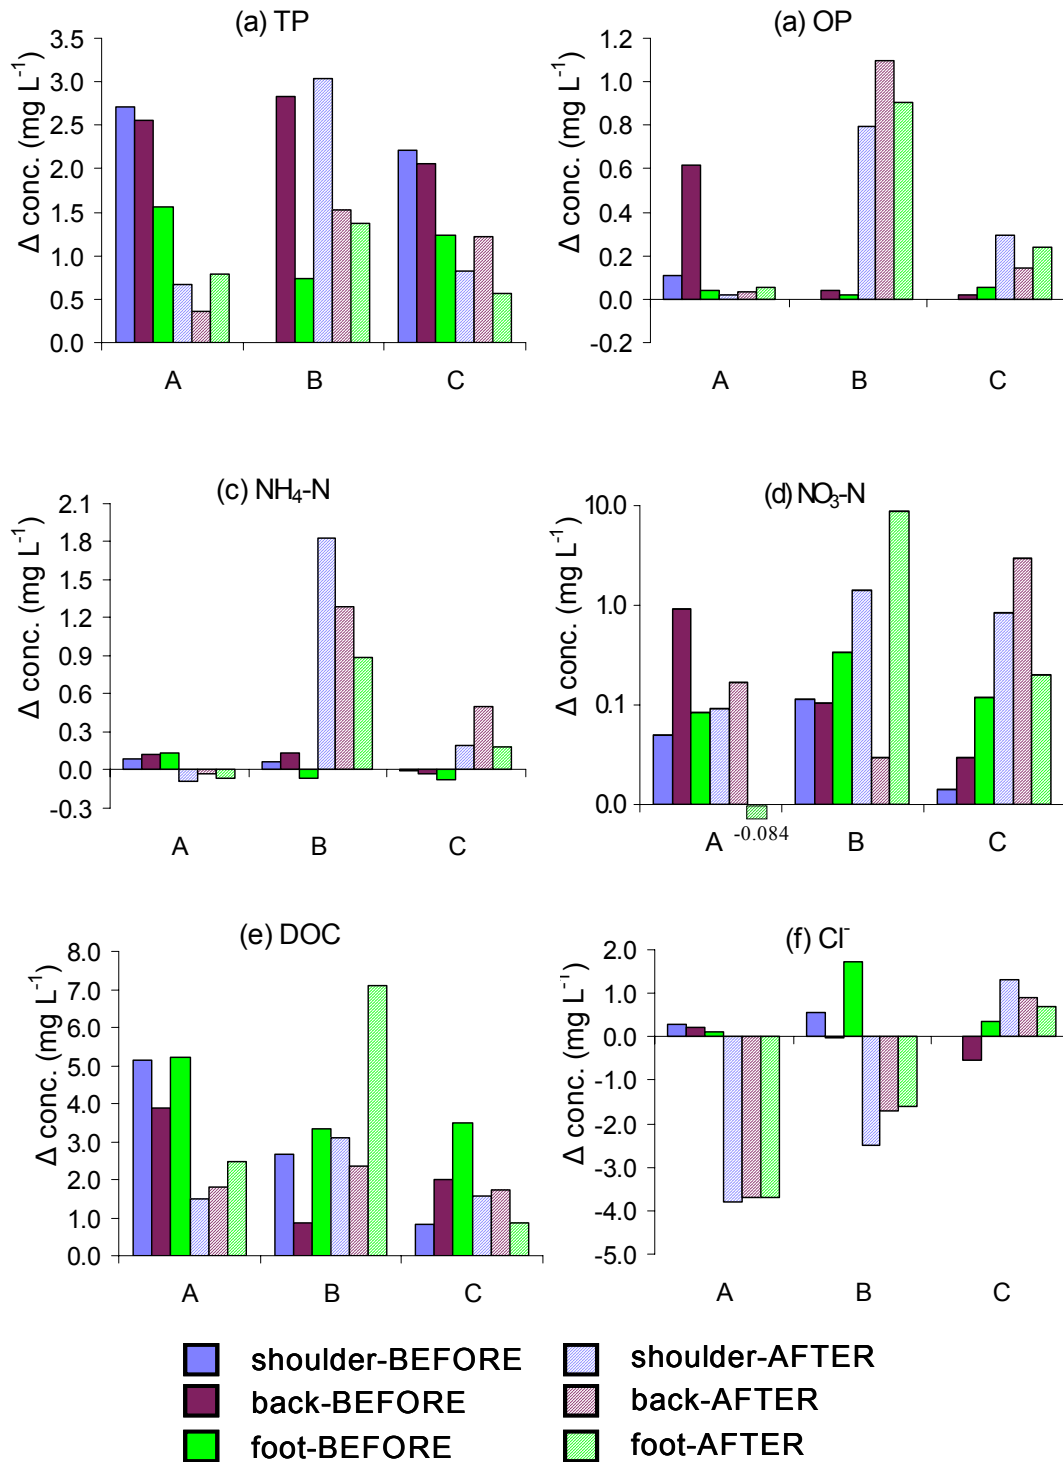 (a) TP
Δ conc. (mg L⁻¹)
3.5
3.0
2.5
2.0
1.5
1.0
0.5
0.0
A B C
(a) OP
Δ conc. (mg L⁻¹)
1.2
1.0
0.8
0.6
0.4
0.2
0.0
-0.2
A B C
(c) NH₄-N
Δ conc. (mg L⁻¹)
2.1
1.8
1.5
1.2
0.9
0.6
0.3
0.0
-0.3
A B C
(d) NO₃-N
Δ conc. (mg L⁻¹)
10.0
1.0
0.1
0.0
-0.084
A B C
(e) DOC
Δ conc. (mg L⁻¹)
8.0
7.0
6.0
5.0
4.0
3.0
2.0
1.0
0.0
A B C
(f) Cl⁻
Δ conc. (mg L⁻¹)
2.0
1.0
0.0
-1.0
-2.0
-3.0
-4.0
-5.0
A B C
shoulder-BEFORE
back-BEFORE
foot-BEFORE
shoulder-AFTER
back-AFTER
foot-AFTER